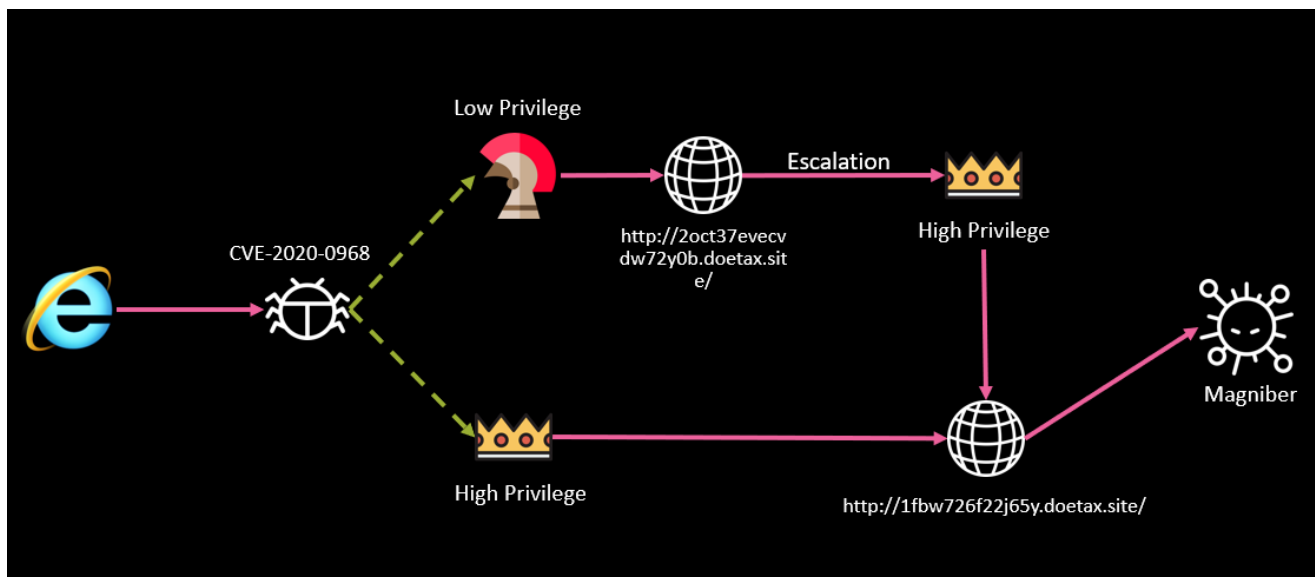 Low Privilege
Escalation
http://2oct37evecv
dw72y0b.doetax.sit
e/
High Privilege
CVE-2020-0968
Magniber
High Privilege
http://1fbw726f22j65y.doetax.site/